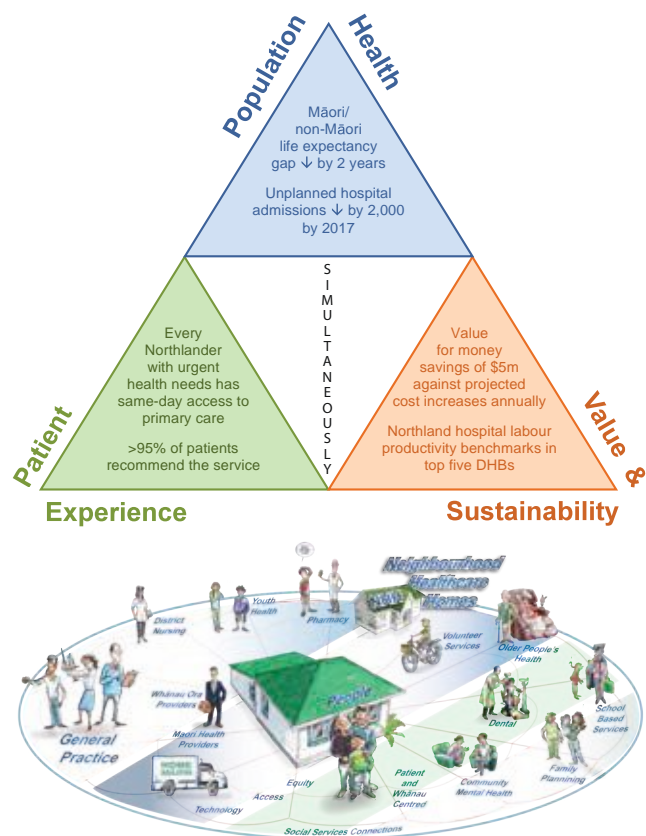 Population
Health
Māori/
non-Māori
life expectancy
gap ↓ by 2 years
Unplanned hospital
admissions ↓ by 2,000
by 2017
SIMULTANEOUSLY
Every
Northlander
with urgent
health needs has
same-day access to
primary care
>95% of patients
recommend the service
Value
for money
savings of $5m
against projected
cost increases annually
Northland hospital labour
productivity benchmarks in
top five DHBs
Patient
Experience
Value &
Sustainability
Neighbourhood
Healthcare
Homes
Youth
Health
Pharmacy
District
Nursing
Volunteer
Services
Older People's
Health
People
Whānau Ora
Providers
Maori Health
Providers
General
Practice
Dental
School
Based
Services
Family
Plannning
Community
Mental Health
Patient
and
Whānau
Centred
Equity
Access
Technology
Social Services Connections